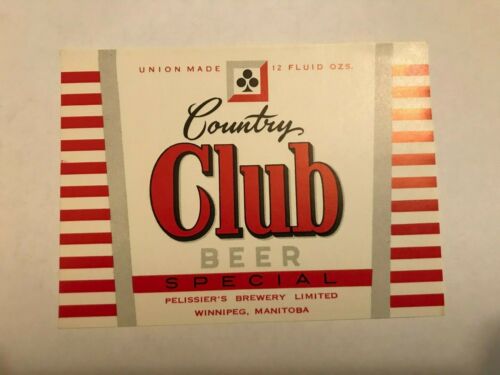 UNION MADE 12 FLUID OZS.
Country
Club
BEER
SPECIAL
PELISSIER'S BREWERY LIMITED
WINNIPEG, MANITOBA